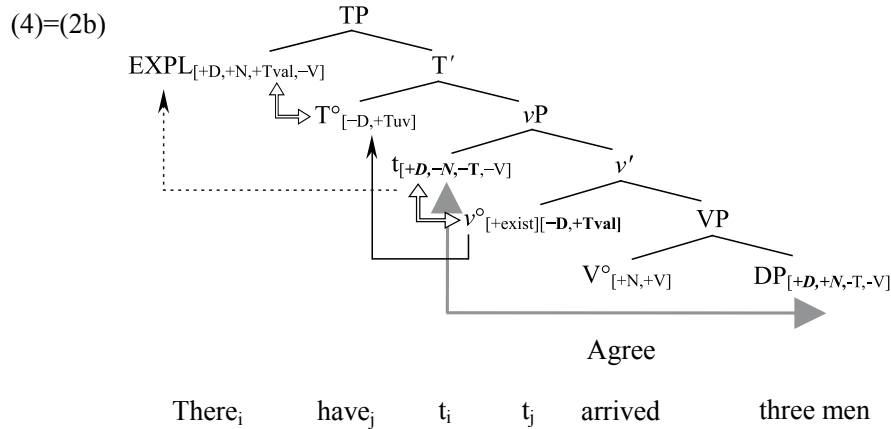 (4)=(2b)
TP
EXPL[+D,+N,+Tval,–V]
T′
T°[–D,+Tuv]
vP
t[+D,–N,–T,–V]
v′
v°[+exist][–D,+Tval]
VP
V°[+N,+V]
DP[+D,+N,-T,-V]
Agree
Therei havej ti tj arrived three men